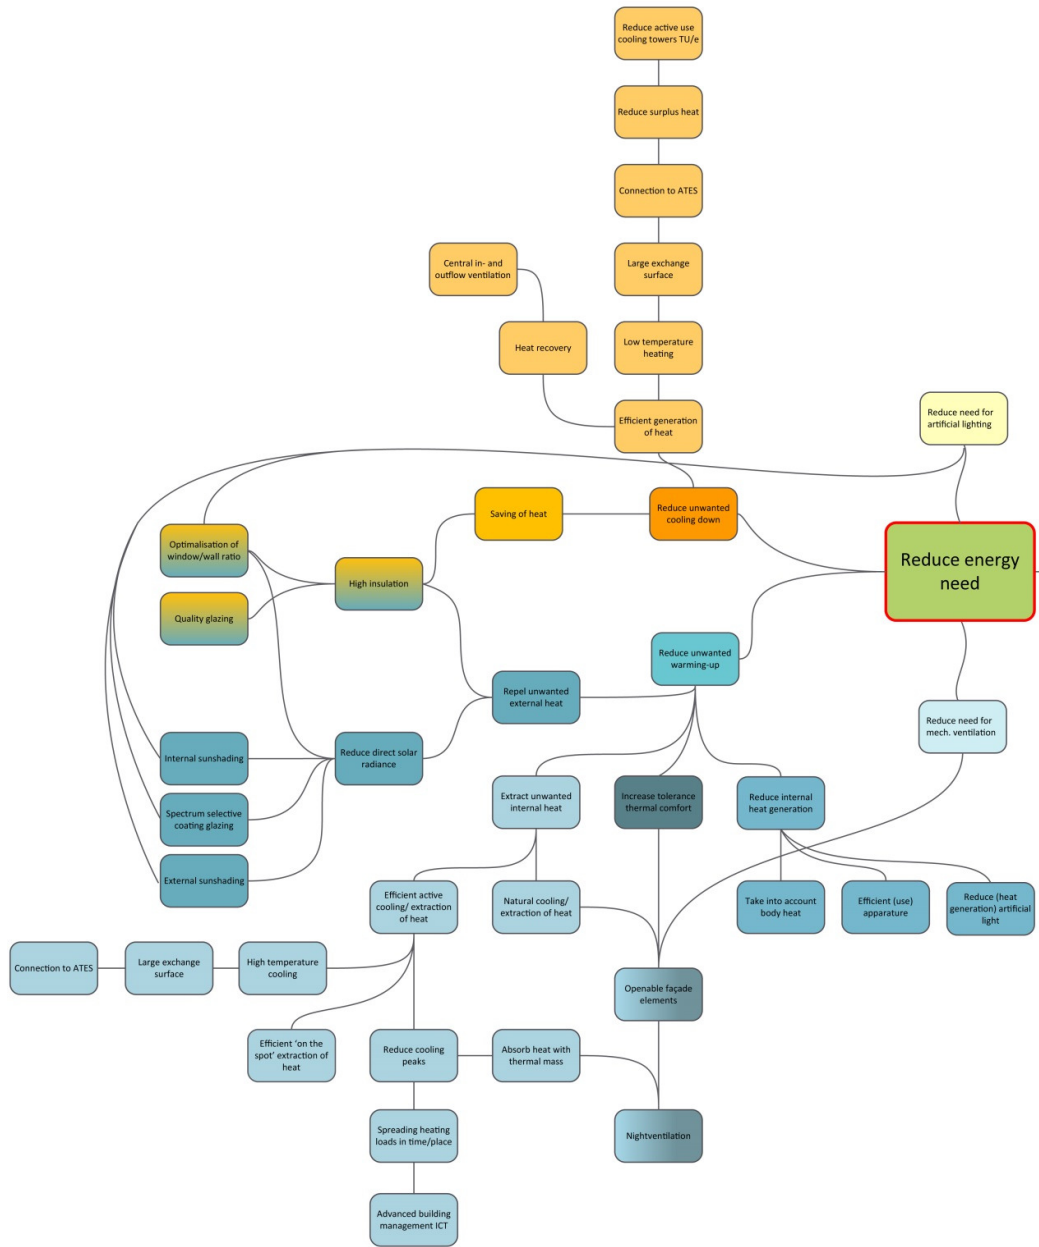 Reduce active use
cooling towers TU/e
Reduce surplus heat
Connection to ATES
Central in- and
outflow ventilation
Large exchange
surface
Heat recovery
Low temperature
heating
Efficient generation
of heat
Reduce need for
artificial lighting
Saving of heat
Reduce unwanted
cooling down
Optimalisation of
window/wall ratio
High insulation
Reduce energy
need
Quality glazing
Reduce unwanted
warming-up
Repel unwanted
external heat
Reduce need for
mech. ventilation
Internal sunshading
Reduce direct solar
radiance
Extract unwanted
internal heat
Increase tolerance
thermal comfort
Reduce internal
heat generation
Spectrum selective
coating glazing
External sunshading
Efficient active
cooling/ extraction
of heat
Natural cooling/
extraction of heat
Take into account
body heat
Efficient (use)
apparature
Reduce (heat
generation) artificial
light
Connection to ATES
Large exchange
surface
High temperature
cooling
Openable façade
elements
Efficient ‘on the
spot’ extraction of
heat
Reduce cooling
peaks
Absorb heat with
thermal mass
Spreading heating
loads in time/place
Nightventilation
Advanced building
management ICT